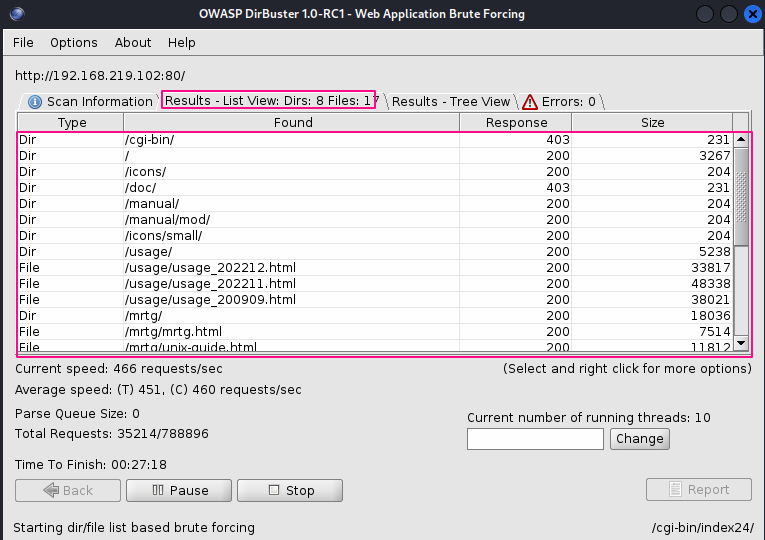 OWASP DirBuster 1.0-RC1 - Web Application Brute Forcing
File Options About Help
http://192.168.219.102:80/
Scan Information Results - List View: Dirs: 8 Files: 17 Results - Tree View Errors: 0
Type Found Response Size
Dir /cgi-bin/ 403 231
Dir / 200 3267
Dir /icons/ 200 204
Dir /doc/ 403 231
Dir /manual/ 200 204
Dir /manual/mod/ 200 204
Dir /icons/small/ 200 204
Dir /usage/ 200 5238
File /usage/usage_202212.html 200 33817
File /usage/usage_202211.html 200 48338
File /usage/usage_200909.html 200 38021
Dir /mrtg/ 200 18036
File /mrtg/mrtg.html 200 7514
File /mrtg/unix-guide.html 200 11812
Current speed: 466 requests/sec (Select and right click for more options)
Average speed: (T) 451, (C) 460 requests/sec
Parse Queue Size: 0 Current number of running threads: 10
Total Requests: 35214/788896 Change
Time To Finish: 00:27:18
Back Pause Stop Report
Starting dir/file list based brute forcing /cgi-bin/index24/